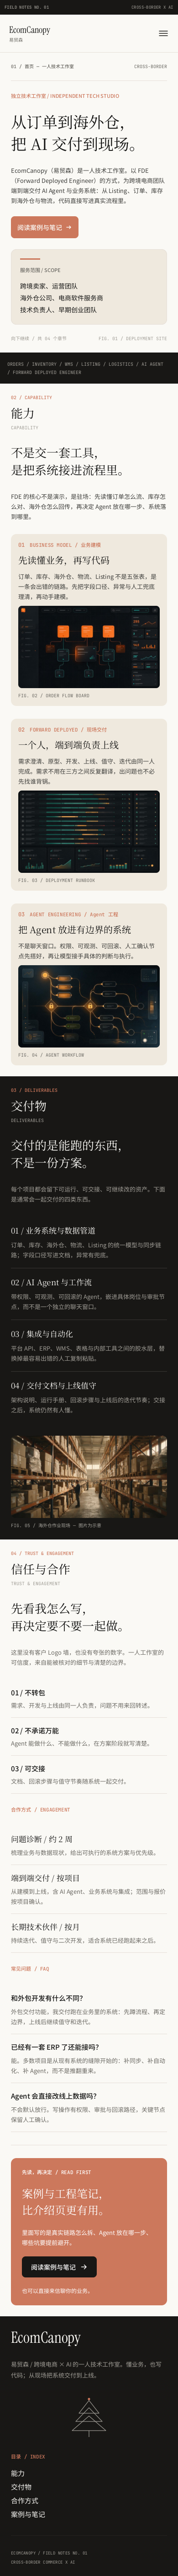 FIELD NOTES NO. 01
CROSS-BORDER X AI
EcomCanopy
易贸森
01 / 首页 — 一人技术工作室
CROSS-BORDER
独立技术工作室 / INDEPENDENT TECH STUDIO
从订单到海外仓，
把 AI 交付到现场。
EcomCanopy（易贸森）是一人技术工作室。以 FDE
（Forward Deployed Engineer）的方式，为跨境电商团队
做到端交付 AI Agent 与业务系统：从 Listing、订单、库存
到海外仓与物流，代码直接写进真实流程里。
阅读案例与笔记 →
服务范围 / SCOPE
跨境卖家、运营团队
海外仓公司、电商软件服务商
技术负责人、早期创业团队
向下继续 / 共 04 个章节
FIG. 01 / DEPLOYMENT SITE
ORDERS / INVENTORY / WMS / LISTING / LOGISTICS / AI AGENT
/ FORWARD DEPLOYED ENGINEER
02 / CAPABILITY
能力
CAPABILITY
不是交一套工具，
是把系统接进流程里。
FDE 的核心不是演示，是驻场：先读懂订单怎么流、库存怎
么对、海外仓怎么回传，再决定 Agent 放在哪一步、系统落
到哪里。
01 BUSINESS MODEL / 业务建模
先读懂业务，再写代码
订单、库存、海外仓、物流、Listing 不是五张表，是
一条会出错的链路。先把字段口径、异常与人工兜底
理清，再动手建模。
FIG. 02 / ORDER FLOW BOARD
02 FORWARD DEPLOYED / 现场交付
一个人，端到端负责上线
需求澄清、原型、开发、上线、值守、迭代由同一人
完成。需求不用在三方之间反复翻译，出问题也不必
先找谁背锅。
FIG. 03 / DEPLOYMENT RUNBOOK
03 AGENT ENGINEERING / Agent 工程
把 Agent 放进有边界的系统
不是聊天窗口。权限、可观测、可回滚、人工确认节
点先搭好，再让模型接手具体的判断与执行。
FIG. 04 / AGENT WORKFLOW
03 / DELIVERABLES
交付物
DELIVERABLES
交付的是能跑的东西，
不是一份方案。
每个项目都会留下可运行、可交接、可继续改的资产。下面
是通常会一起交付的四类东西。
01 / 业务系统与数据管道
订单、库存、海外仓、物流、Listing 的统一模型与同步链
路；字段口径写进文档，异常有兜底。
02 / AI Agent 与工作流
带权限、可观测、可回滚的 Agent，嵌进具体岗位与审批节
点，而不是一个独立的聊天窗口。
03 / 集成与自动化
平台 API、ERP、WMS、表格与内部工具之间的胶水层，替
换掉最容易出错的人工复制粘贴。
04 / 交付文档与上线值守
架构说明、运行手册、回滚步骤与上线后的迭代节奏；交接
之后，系统仍然有人懂。
FIG. 05 / 海外仓作业现场 — 图片为示意
04 / TRUST & ENGAGEMENT
信任与合作
TRUST & ENGAGEMENT
先看我怎么写，
再决定要不要一起做。
这里没有客户 Logo 墙，也没有夸张的数字。一人工作室的
可信度，来自能被核对的细节与清楚的边界。
01 / 不转包
需求、开发与上线由同一人负责，问题不用来回转述。
02 / 不承诺万能
Agent 能做什么、不能做什么，在方案阶段就写清楚。
03 / 可交接
文档、回滚步骤与值守节奏随系统一起交付。
合作方式 / ENGAGEMENT
问题诊断 / 约 2 周
梳理业务与数据现状，给出可执行的系统方案与优先级。
端到端交付 / 按项目
从建模到上线，含 AI Agent、业务系统与集成；范围与报价
按项目确认。
长期技术伙伴 / 按月
持续迭代、值守与二次开发，适合系统已经跑起来之后。
常见问题 / FAQ
和外包开发有什么不同？
外包交付功能，我交付跑在业务里的系统：先蹲流程、再定
边界，上线后继续值守和迭代。
已经有一套 ERP 了还能接吗？
能。多数项目是从现有系统的缝隙开始的：补同步、补自动
化、补 Agent，而不是推翻重来。
Agent 会直接改线上数据吗？
不会默认放行。写操作有权限、审批与回滚路径，关键节点
保留人工确认。
先读，再决定 / READ FIRST
案例与工程笔记，
比介绍页更有用。
里面写的是真实链路怎么拆、Agent 放在哪一步、
哪些坑要提前避开。
阅读案例与笔记 →
也可以直接来信聊你的业务。
EcomCanopy
易贸森 / 跨境电商 × AI 的一人技术工作室。懂业务，也写
代码；从现场把系统交付到上线。
目录 / INDEX
能力
交付物
合作方式
案例与笔记
ECOMCANOPY / FIELD NOTES NO. 01
CROSS-BORDER COMMERCE X AI